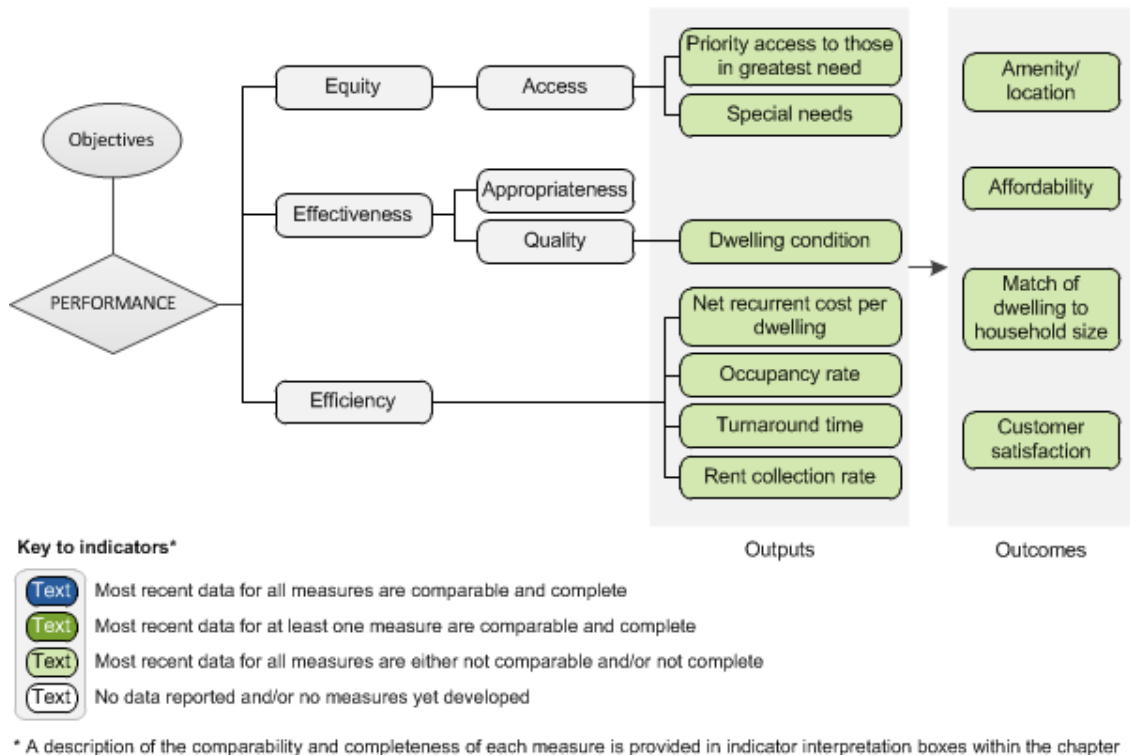 Objectives
PERFORMANCE
Equity
Access
Priority access to those
in greatest need
Special needs
Effectiveness
Appropriateness
Quality
Dwelling condition
Efficiency
Net recurrent cost per
dwelling
Occupancy rate
Turnaround time
Rent collection rate
Amenity/
location
Affordability
Match of
dwelling to
household size
Customer
satisfaction
Outputs
Outcomes
Key to indicators*
Text Most recent data for all measures are comparable and complete
Text Most recent data for at least one measure are comparable and complete
Text Most recent data for all measures are either not comparable and/or not complete
Text No data reported and/or no measures yet developed
* A description of the comparability and completeness of each measure is provided in indicator interpretation boxes within the chapter